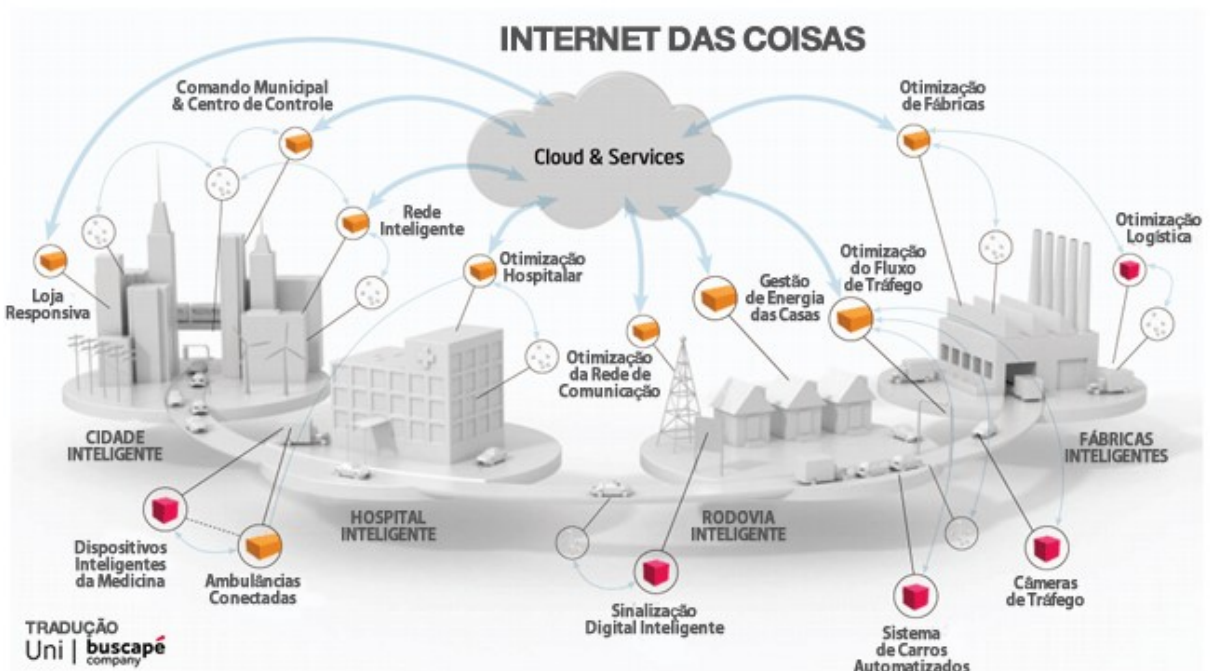 INTERNET DAS COISAS
Comando Municipal
& Centro de Controle
Otimização
de Fábricas
Cloud & Services
Rede
Inteligente
Otimização
Logística
Otimização
Hospitalar
Otimização
do Fluxo
de Tráfego
Gestão
de Energia
das Casas
Loja
Responsiva
Otimização
da Rede de
Comunicação
CIDADE
INTELIGENTE
FÁBRICAS
INTELIGENTES
HOSPITAL
INTELIGENTE
RODOVIA
INTELIGENTE
Dispositivos
Inteligentes
da Medicina
Ambulâncias
Conectadas
Sinalização
Digital Inteligente
Câmeras
de Tráfego
Sistema
de Carros
Automatizados
TRADUÇÃO
Uni | buscapé
company